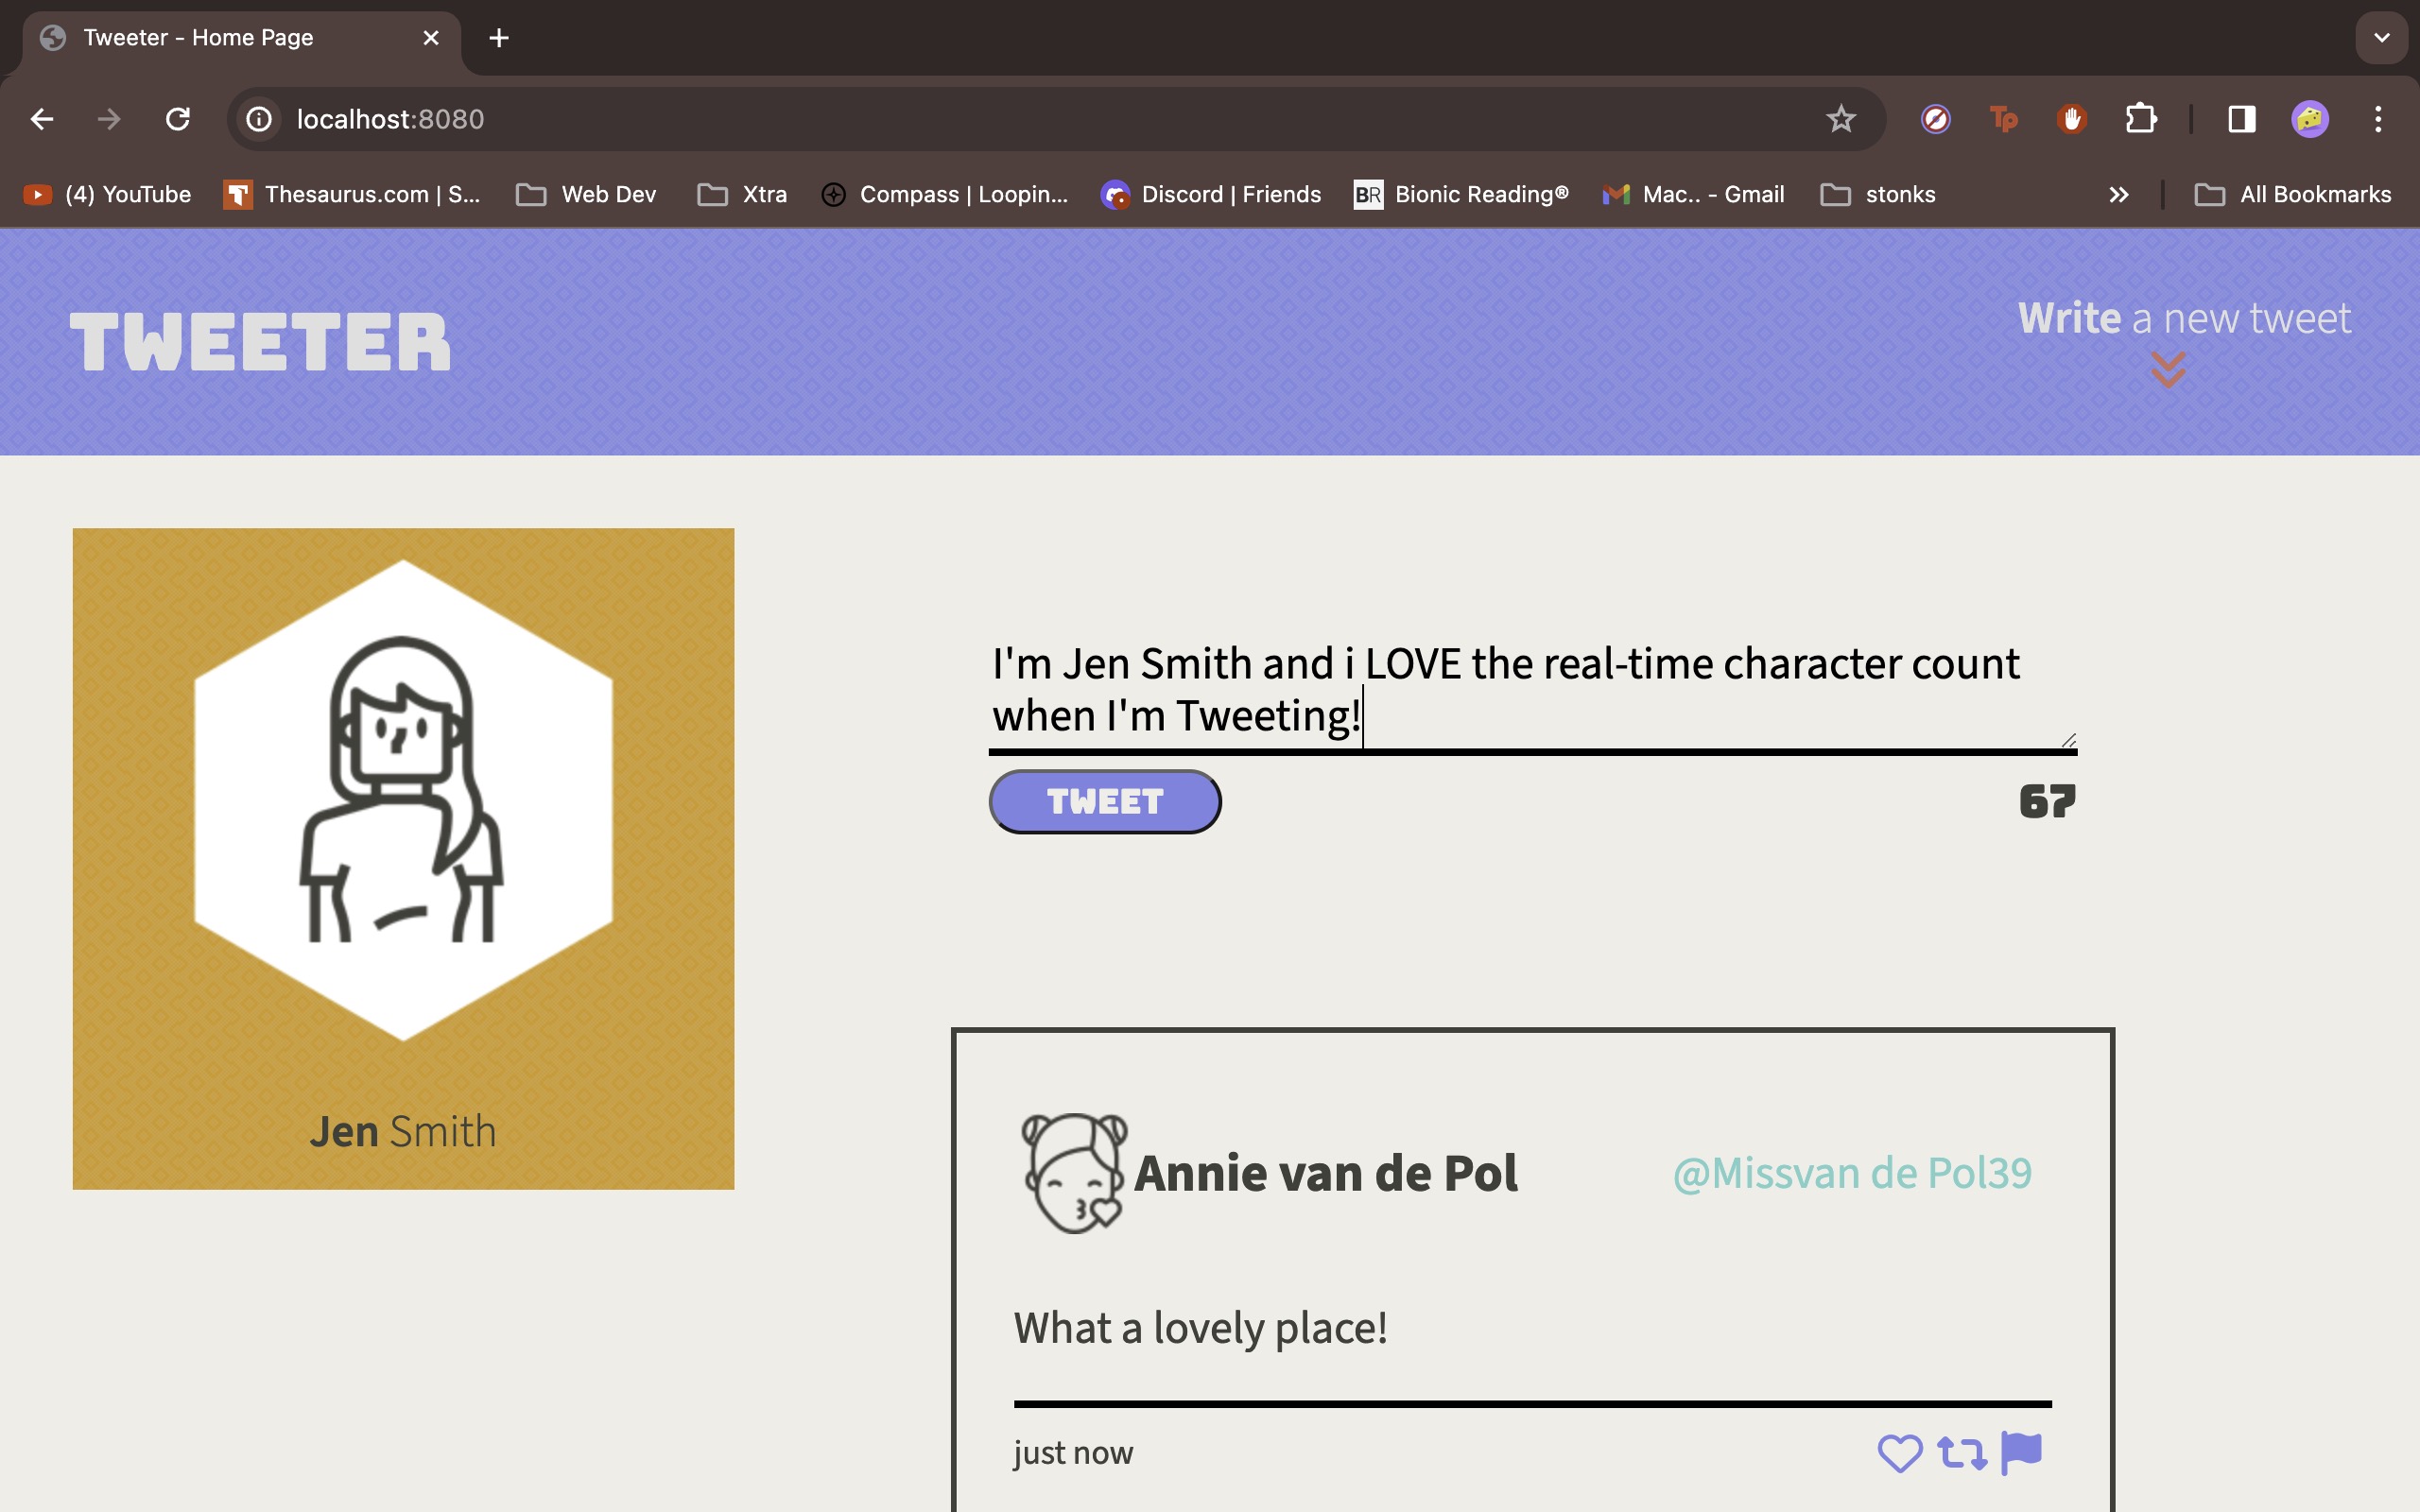 Tweeter - Home Page
localhost:8080
(4) YouTube
Thesaurus.com | S...
Web Dev
Xtra
Compass | Loopin...
Discord | Friends
BR
Bionic Reading®
Mac.. - Gmail
stonks
All Bookmarks
TWEETER
Write a new tweet
I'm Jen Smith and i LOVE the real-time character count
when I'm Tweeting!
TWEET
67
Jen Smith
Annie van de Pol
@Missvan de Pol39
What a lovely place!
just now